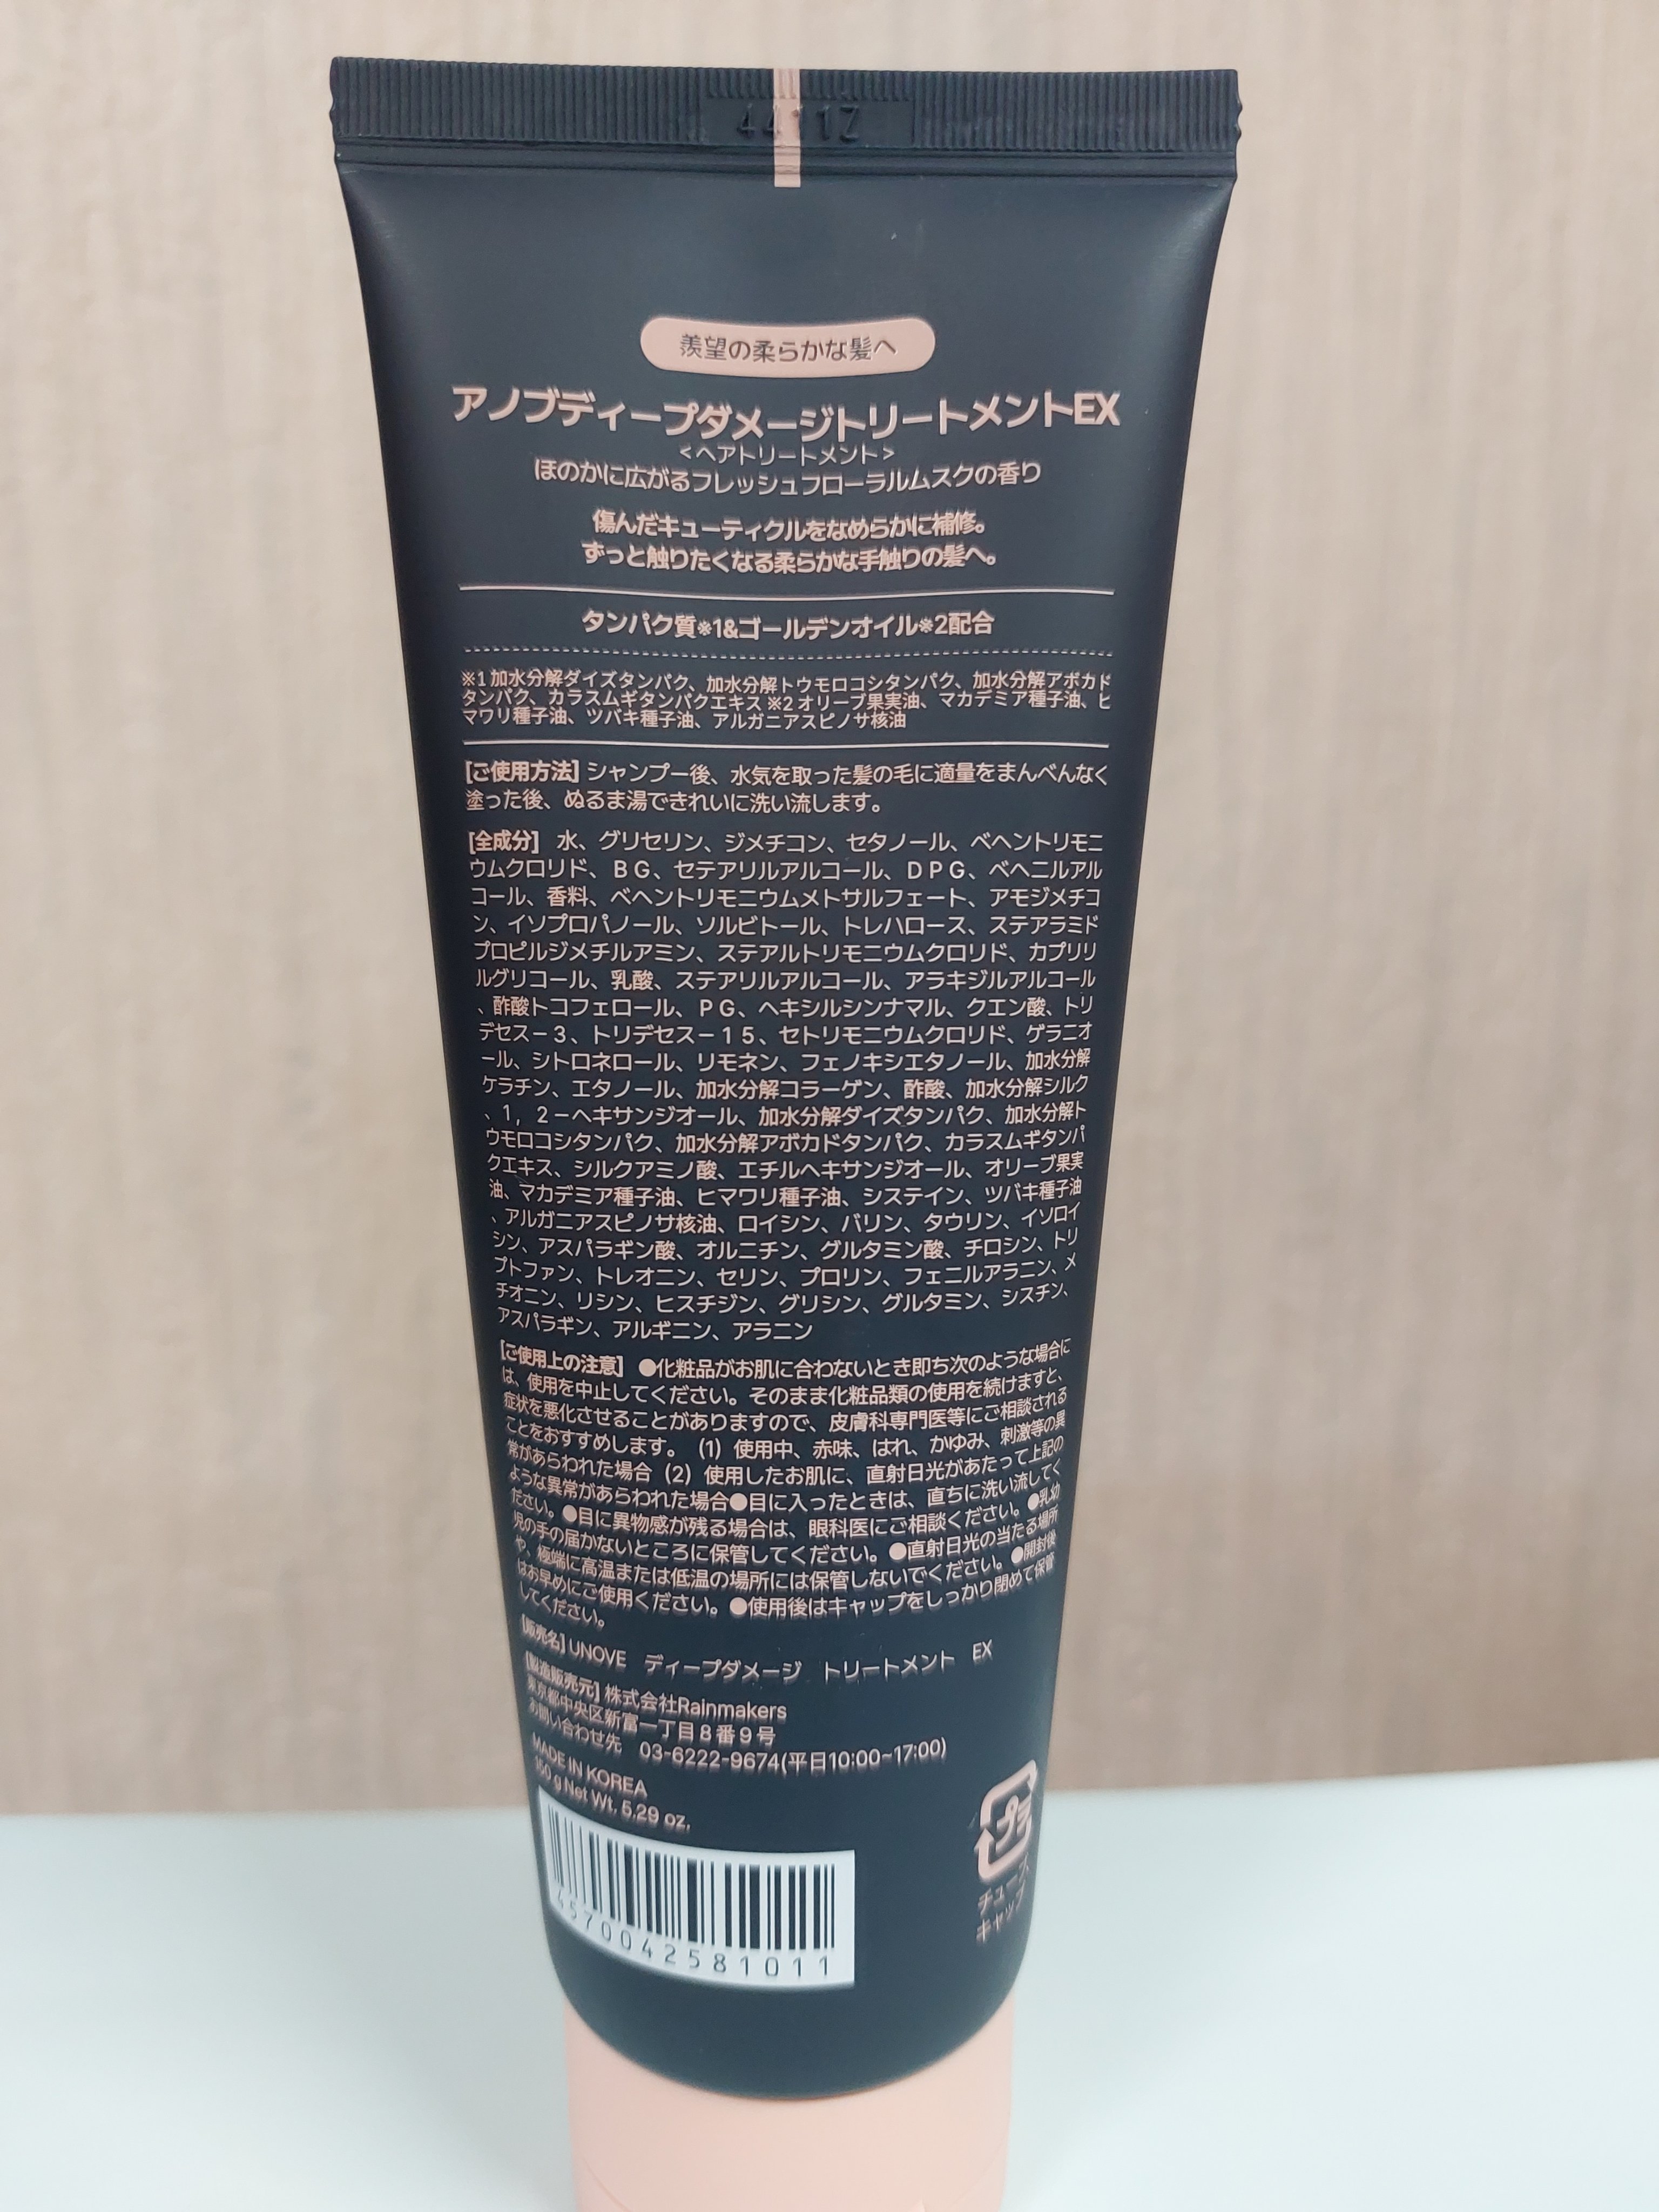 羨望の柔らかな髪へ
アノブディープダメージトリートメントEX
<ヘアトリートメント>
ほのかに広がるフレッシュフローラルムスクの香り
傷んだキューティクルをなめらかに補修。
ずっと触りたくなる柔らかな手触りの髪へ。
タンパク質※1&ゴールデンオイル※2配合
※1 加水分解ダイズタンパク、加水分解トウモロコシタンパク、加水分解アボカド
タンパク、カラスムギタンパクエキス ※2 オリーブ果実油、マカデミア種子油、ヒ
マワリ種子油、ツバキ種子油、アルガニアスピノサ核油
[ご使用方法] シャンプー後、水気を取った髪の毛に適量をまんべんなく
塗った後、ぬるま湯できれいに洗い流します。
[全成分] 水、グリセリン、ジメチコン、セタノール、ベヘントリモニ
ウムクロリド、BG、セテアリルアルコール、DPG、ベヘニルアル
コール、香料、ベヘントリモニウムメトサルフェート、アモジメチコ
ン、イソプロパノール、ソルビトール、トレハロース、ステアラミド
プロピルジメチルアミン、ステアルトリモニウムクロリド、カプリリ
ルグリコール、乳酸、ステアリルアルコール、アラキジルアルコール
、酢酸トコフェロール、PG、ヘキシルシンナマル、クエン酸、トリ
デセス－3、トリデセス－15、セトリモニウムクロリド、ゲラニオ
ール、シトロネロール、リモネン、フェノキシエタノール、加水分解
ケラチン、エタノール、加水分解コラーゲン、酢酸、加水分解シルク
、1，2－ヘキサンジオール、加水分解ダイズタンパク、加水分解ト
ウモロコシタンパク、加水分解アボカドタンパク、カラスムギタンパ
クエキス、シルクアミノ酸、エチルヘキサンジオール、オリーブ果実
油、マカデミア種子油、ヒマワリ種子油、システイン、ツバキ種子油
、アルガニアスピノサ核油、ロイシン、バリン、タウリン、イソロイ
シン、アスパラギン酸、オルニチン、グルタミン酸、チロシン、トリ
プトファン、トレオニン、セリン、プロリン、フェニルアラニン、メ
チオニン、リシン、ヒスチジン、グリシン、グルタミン、シスチン、
アスパラギン、アルギニン、アラニン
[ご使用上の注意] ●化粧品がお肌に合わないとき即ち次のような場合に
は、使用を中止してください。そのまま化粧品類の使用を続けますと、
症状を悪化させることがありますので、皮膚科専門医等にご相談される
ことをおすすめします。(1) 使用中、赤味、はれ、かゆみ、刺激等の異
常があらわれた場合 (2) 使用したお肌に、直射日光があたって上記の
ような異常があらわれた場合●目に入ったときは、直ちに洗い流してく
ださい。●目に異物感が残る場合は、眼科医にご相談ください。●乳幼
児の手の届かないところに保管してください。●直射日光の当たる場所
や、極端に高温または低温の場所には保管しないでください。●開封後
はお早めにご使用ください。●使用後はキャップをしっかり閉めて保管
してください。
[販売名] UNOVE ディープダメージ トリートメント EX
[製造販売元] 株式会社Rainmakers
東京都中央区新富一丁目8番9号
お問い合わせ先 03-6222-9674(平日10:00~17:00)
MADE IN KOREA
150 g Net Wt. 5.29 oz.
4570042581011
プラ
チューブ
キャップ